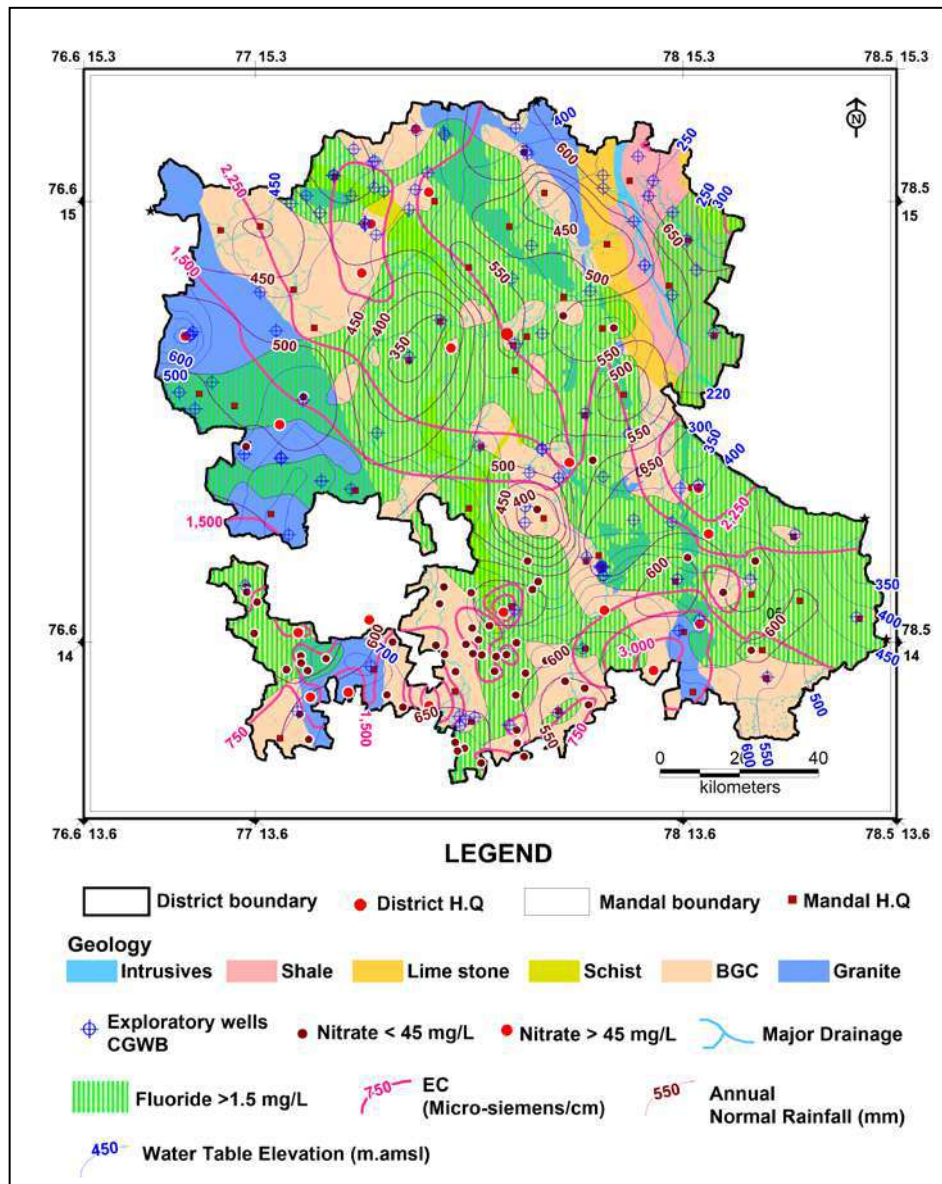 76.6 15.3
77 15.3
78 15.3
78.5 15.3
N
400
600
250
2,250
450
250
300
76.6
15
78.5
15
650
450
550
500
1,500
450
450
400
350
500
550
500
600
500
550
220
300
350
400
500
650
450
400
2,250
1,500
600
350
400
450
600
76.6
14
600
700
600
3,000
78.5
14
650
750
1,500
550
750
500
550
600
0
20
40
kilometers
76.6 13.6
77 13.6
78 13.6
78.5 13.6
LEGEND
District boundary
District H.Q
Mandal boundary
Mandal H.Q
Geology
Intrusives
Shale
Lime stone
Schist
BGC
Granite
Exploratory wells
CGWB
Nitrate < 45 mg/L
Nitrate > 45 mg/L
Major Drainage
Fluoride >1.5 mg/L
750
EC
(Micro-siemens/cm)
550
Annual
Normal Rainfall (mm)
450
Water Table Elevation (m.amsl)